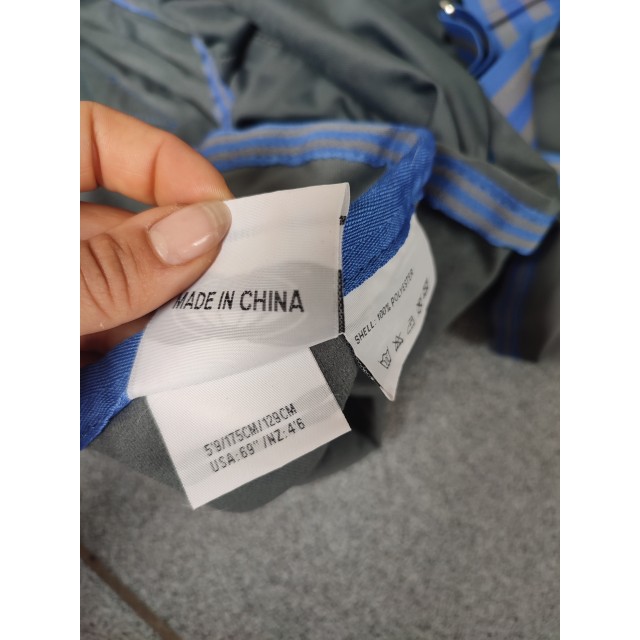 MADE IN CHINA
SHELL: 100% POLYESTER
5'9/175CM/129CM
USA:69"/NZ:4'6